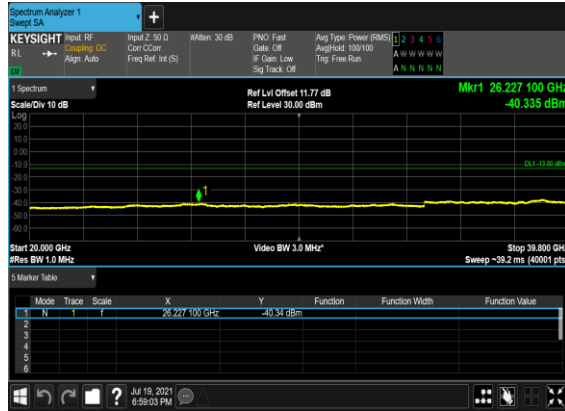 Spectrum Analyzer 1
Swept SA
+
KEYSIGHT Input: RF Input Z: 50 Ω #Atten: 30 dB PNO: Fast Avg Type: Power (RMS) 1 2 3 4 5 6
RL Coupling: DC Corr CCorr Gate: Off Avg|Hold: 100/100 A W W W W W
Align: Auto Freq Ref: Int (S) IF Gain: Low Trig: Free Run
Sig Track: Off A N N N N N
1 Spectrum Ref Lvl Offset 11.77 dB Mkr1 26.227 100 GHz
Scale/Div 10 dB Ref Level 30.00 dBm -40.335 dBm
Log
20.0
10.0
0.00
-10.0 DL1 -13.00 dBm
-20.0
-30.0
-40.0
-50.0
-60.0
1
Start 20.000 GHz Video BW 3.0 MHz* Stop 39.800 GHz
#Res BW 1.0 MHz Sweep ~39.2 ms (40001 pts)
5 Marker Table
Mode Trace Scale X Y Function Function Width Function Value
1 N 1 f 26.227 100 GHz -40.34 dBm
2
3
4
5
6
? Jul 19, 2021
6:59:03 PM